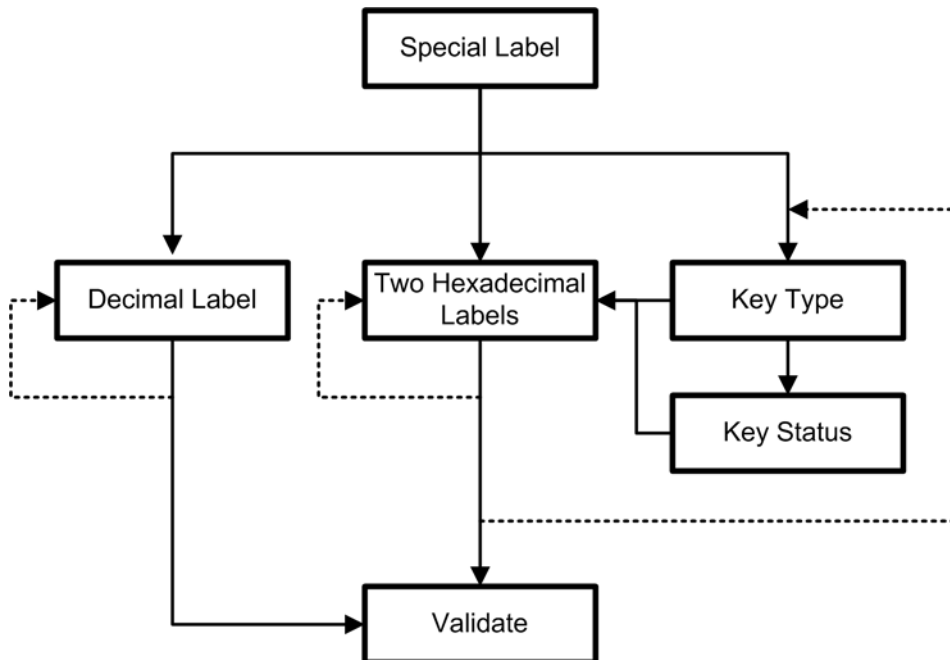 Special Label
Decimal Label
Two Hexadecimal
Labels
Key Type
Key Status
Validate